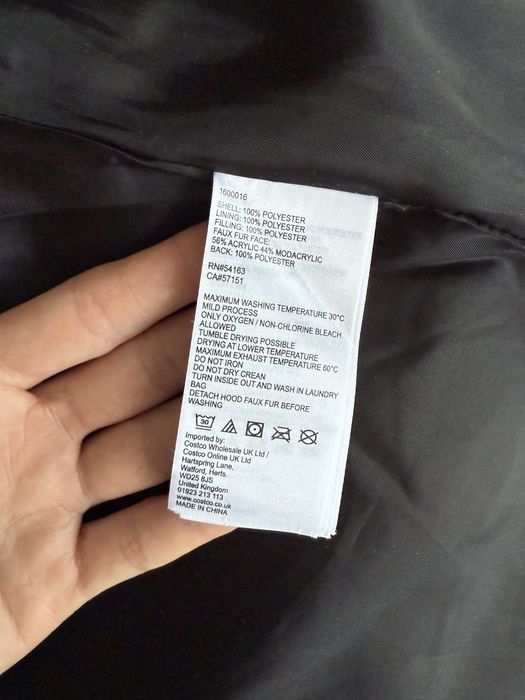 1600016
SHELL: 100% POLYESTER
LINING: 100% POLYESTER
FILLING: 100% POLYESTER
FAUX FUR FACE:
56% ACRYLIC 44% MODACRYLIC
BACK: 100% POLYESTER
RN#54163
CA#57151
MAXIMUM WASHING TEMPERATURE 30°C
MILD PROCESS
ONLY OXYGEN / NON-CHLORINE BLEACH
ALLOWED
TUMBLE DRYING POSSIBLE
DRYING AT LOWER TEMPERATURE
MAXIMUM EXHAUST TEMPERATURE 60°C
DO NOT IRON
DO NOT DRY CREAN
TURN INSIDE OUT AND WASH IN LAUNDRY
BAG
DETACH HOOD FAUX FUR BEFORE
WASHING
30
Imported by:
Costco Wholesale UK Ltd /
Costco Online UK Ltd
Hartspring Lane,
Watford, Herts.
WD25 8JS
United Kingdom
01923 213 113
www.costco.co.uk
MADE IN CHINA